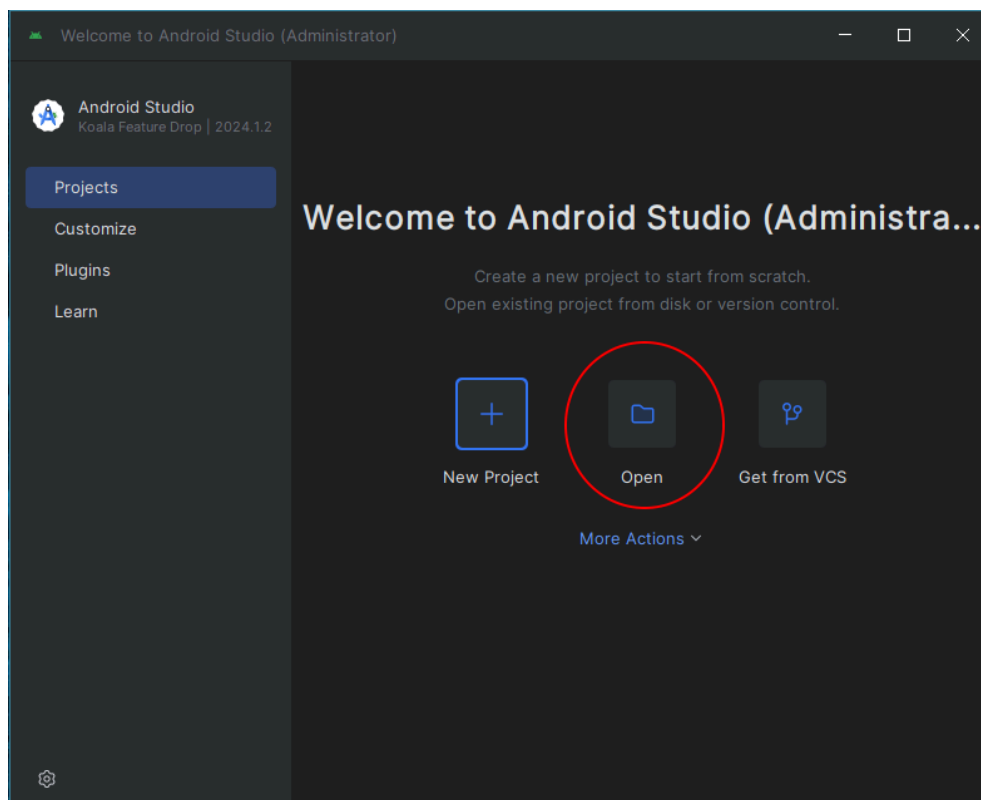 Welcome to Android Studio (Administrator)
Android Studio
Koala Feature Drop | 2024.1.2
Projects
Customize
Plugins
Learn
Welcome to Android Studio (Administra...
Create a new project to start from scratch.
Open existing project from disk or version control.
New Project
Open
Get from VCS
More Actions